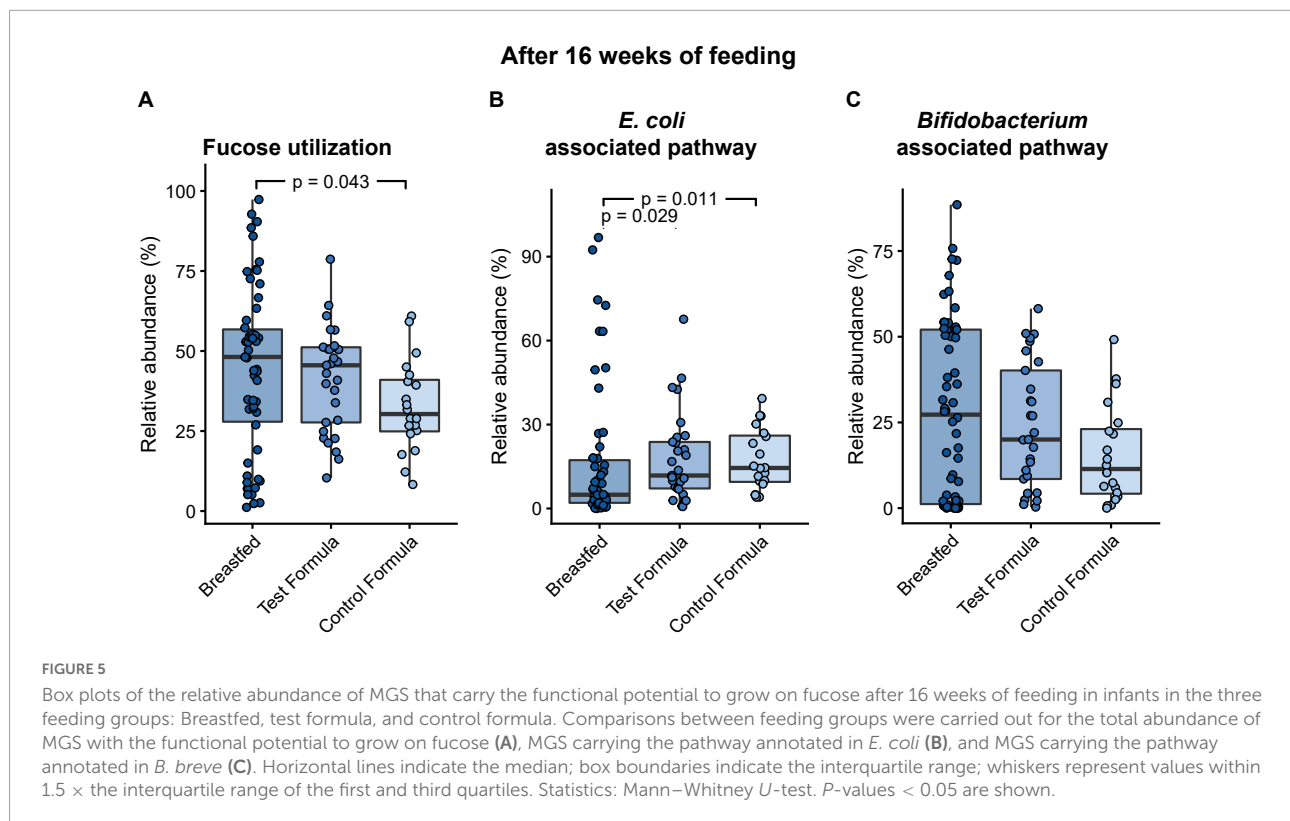 After 16 weeks of feeding
A
Fucose utilization
p = 0.043
100
75
50
25
0
Relative abundance (%)
Breastfed
Test Formula
Control Formula
B
E. coli
associated pathway
p = 0.011
p = 0.029
90
60
30
0
Relative abundance (%)
Breastfed
Test Formula
Control Formula
C
Bifidobacterium
associated pathway
75
50
25
0
Relative abundance (%)
Breastfed
Test Formula
Control Formula
FIGURE 5
Box plots of the relative abundance of MGS that carry the functional potential to grow on fucose after 16 weeks of feeding in infants in the three
feeding groups: Breastfed, test formula, and control formula. Comparisons between feeding groups were carried out for the total abundance of
MGS with the functional potential to grow on fucose (A), MGS carrying the pathway annotated in E. coli (B), and MGS carrying the pathway
annotated in B. breve (C). Horizontal lines indicate the median; box boundaries indicate the interquartile range; whiskers represent values within
1.5 × the interquartile range of the first and third quartiles. Statistics: Mann–Whitney U-test. P-values < 0.05 are shown.